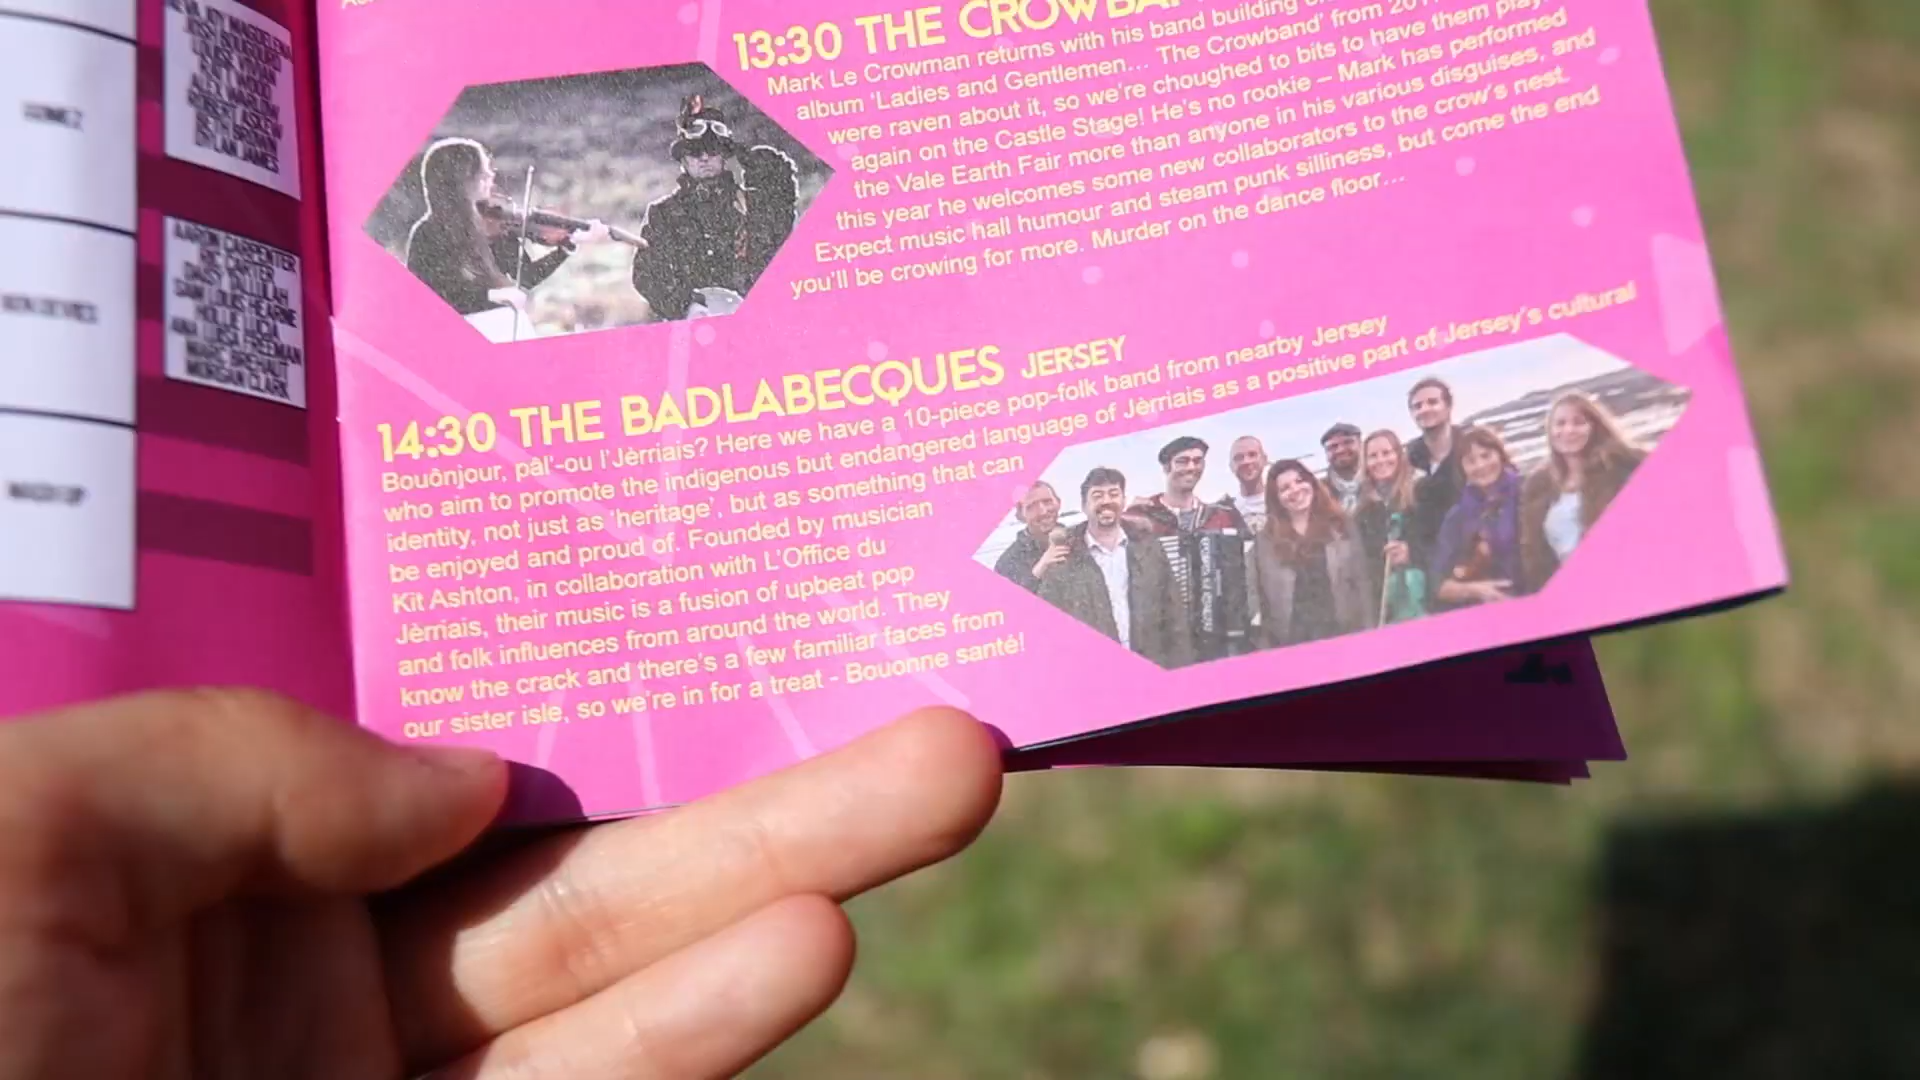 13:30 THE
Mark Le Crowman returns with his band building
album ‘Ladies and Gentlemen… The Crowband’ from
were raven about it, so we’re choughed to bits to have them play
again on the Castle Stage! He’s no rookie – Mark has performed
the Vale Earth Fair more than anyone in his various disguises, and
this year he welcomes some new collaborators to the crow’s nest.
Expect music hall humour and steam punk silliness, but come the end
you’ll be crowing for more. Murder on the dance floor…
14:30 THE BADLABECQUES JERSEY
Bouônjour, pâl’-ou l’Jèrriais? Here we have a 10-piece pop-folk band from nearby Jersey
who aim to promote the indigenous but endangered language of Jèrriais as a positive part of Jersey’s cultural
identity, not just as ‘heritage’, but as something that can
be enjoyed and proud of. Founded by musician
Kit Ashton, in collaboration with L’Office du
Jèrriais, their music is a fusion of upbeat pop
and folk influences from around the world. They
know the crack and there’s a few familiar faces from
our sister isle, so we’re in for a treat - Bouonne santé!
GOMEZ
ROBERT ASKEW
DYLAN JAMES
AARON CARPENTER
DAISY TALLULAH
SAM LOUIS HEARNE
HOLLIE LUCIA
ANA LUISA FREEMAN
MARC BREHAUT
MORGAN CLARK